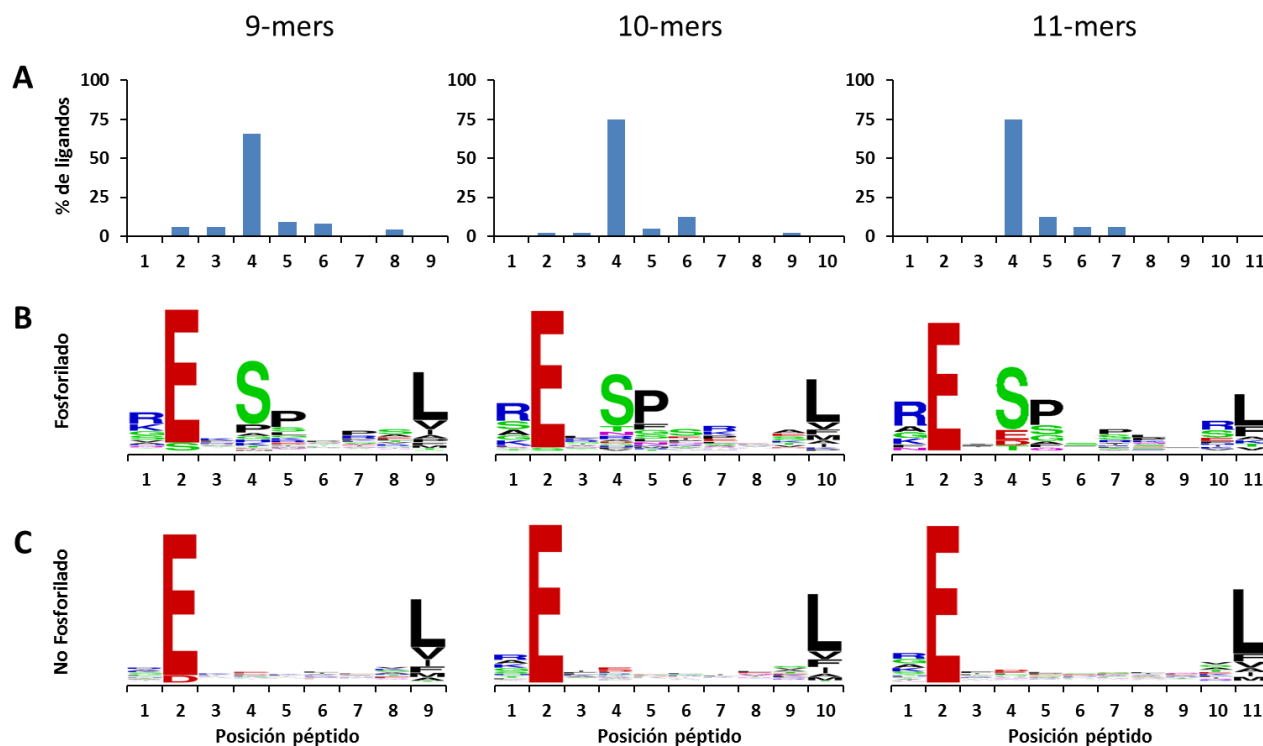 9-mers 10-mers 11-mers
A
% de ligandos
100 100 100
75 75 75
50 50 50
25 25 25
0 0 0
1 2 3 4 5 6 7 8 9 1 2 3 4 5 6 7 8 9 10 1 2 3 4 5 6 7 8 9 10 11
B
Fosforilado
R E S P L R E S P L R E S P L
1 2 3 4 5 6 7 8 9 1 2 3 4 5 6 7 8 9 10 1 2 3 4 5 6 7 8 9 10 11
C
No Fosforilado
E L E L E L
1 2 3 4 5 6 7 8 9 1 2 3 4 5 6 7 8 9 10 1 2 3 4 5 6 7 8 9 10 11
Posición péptido Posición péptido Posición péptido